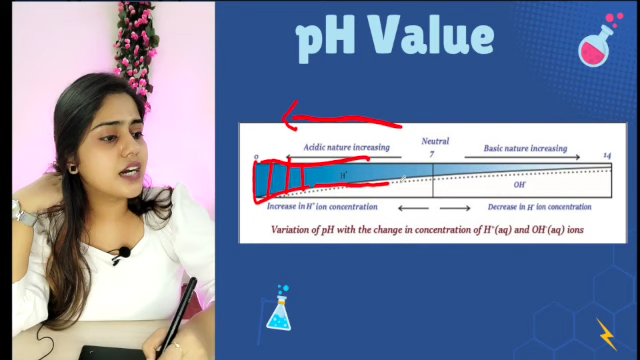 pH Value
Acidic nature increasing
Neutral
Basic nature increasing
0
7
14
H⁺
OH⁻
Increase in H⁺ ion concentration
Decrease in H⁺ ion concentration
Variation of pH with the change in concentration of H⁺(aq) and OH⁻(aq) ions